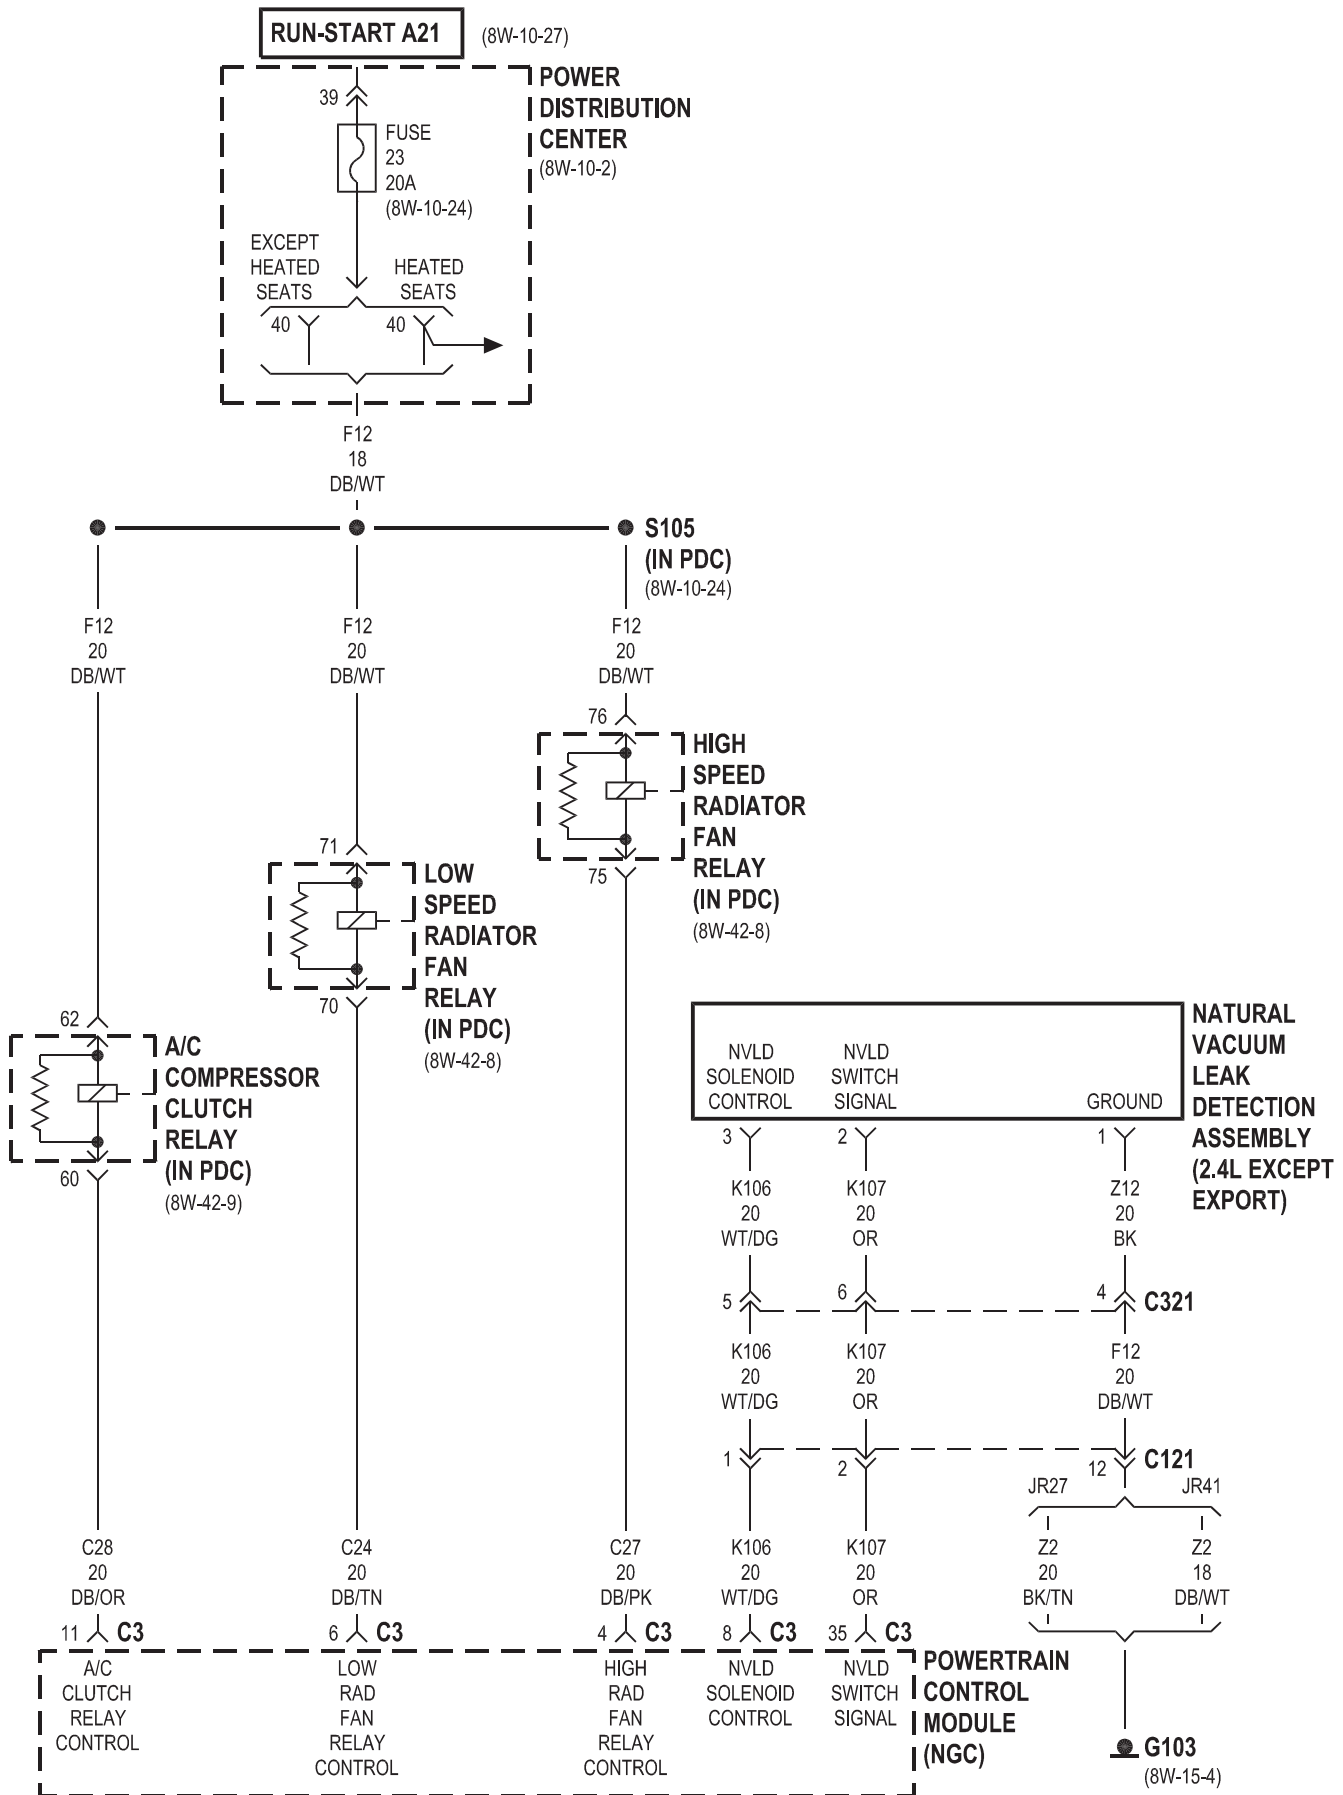 RUN-START A21 (8W-10-27)
POWER
DISTRIBUTION
CENTER
(8W-10-2)
39
FUSE
23
20A
(8W-10-24)
EXCEPT
HEATED
SEATS
HEATED
SEATS
40
40
F12
18
DB/WT
S105
(IN PDC)
(8W-10-24)
F12
20
DB/WT
F12
20
DB/WT
F12
20
DB/WT
76
HIGH
SPEED
RADIATOR
FAN
RELAY
(IN PDC)
(8W-42-8)
75
71
LOW
SPEED
RADIATOR
FAN
RELAY
(IN PDC)
(8W-42-8)
70
62
A/C
COMPRESSOR
CLUTCH
RELAY
(IN PDC)
(8W-42-9)
60
NATURAL
VACUUM
LEAK
DETECTION
ASSEMBLY
(2.4L EXCEPT
EXPORT)
NVLD
SOLENOID
CONTROL
NVLD
SWITCH
SIGNAL
GROUND
3
2
1
K106
20
WT/DG
K107
20
OR
Z12
20
BK
5
6
4
C321
K106
20
WT/DG
K107
20
OR
F12
20
DB/WT
1
2
12
C121
JR27
JR41
C28
20
DB/OR
C24
20
DB/TN
C27
20
DB/PK
K106
20
WT/DG
K107
20
OR
Z2
20
BK/TN
Z2
18
DB/WT
11 C3
6 C3
4 C3
8 C3
35 C3
A/C
CLUTCH
RELAY
CONTROL
LOW
RAD
FAN
RELAY
CONTROL
HIGH
RAD
FAN
RELAY
CONTROL
NVLD
SOLENOID
CONTROL
NVLD
SWITCH
SIGNAL
POWERTRAIN
CONTROL
MODULE
(NGC)
G103
(8W-15-4)